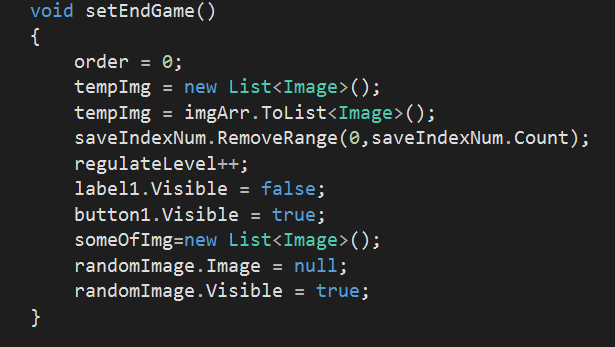 void setEndGame()
{
order = 0;
tempImg = new List<Image>();
tempImg = imgArr.ToList<Image>();
saveIndexNum.RemoveRange(0,saveIndexNum.Count);
regulateLevel++;
label1.Visible = false;
button1.Visible = true;
someOfImg=new List<Image>();
randomImage.Image = null;
randomImage.Visible = true;
}